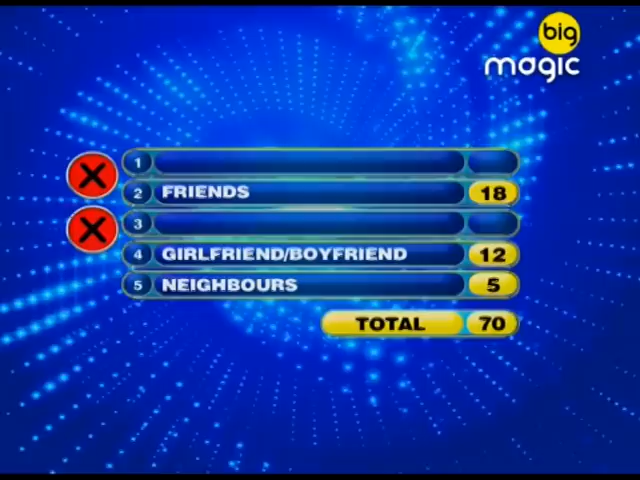 big
magic
1
2 FRIENDS 18
3
4 GIRLFRIEND/BOYFRIEND 12
5 NEIGHBOURS 5
TOTAL 70